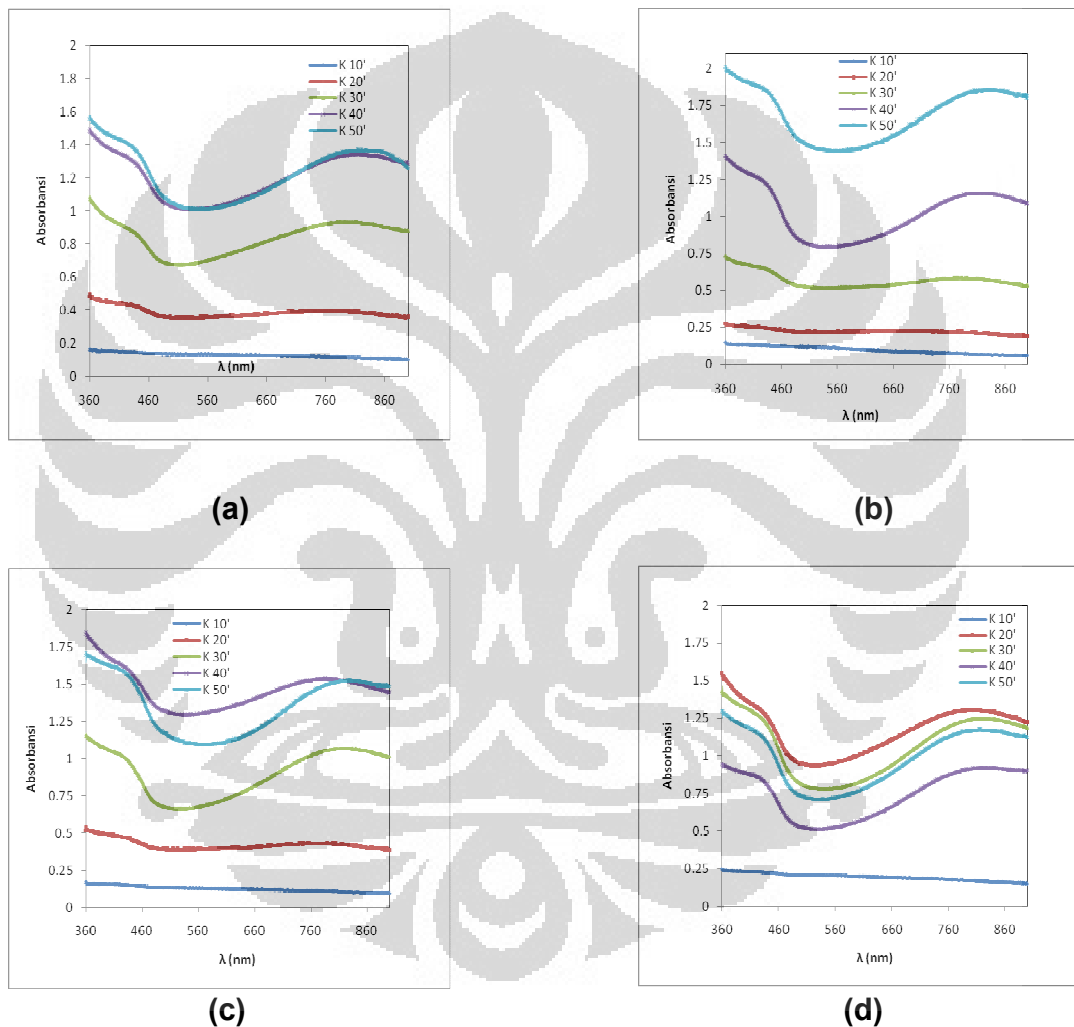 2
1.8
1.6
1.4
1.2
1
0.8
0.6
0.4
0.2
0
Absorbansi
K 10'
K 20'
K 30'
K 40'
K 50'
λ (nm)
360 460 560 660 760 860
(a)
2
1.75
1.5
1.25
1
0.75
0.5
0.25
0
Absorbansi
K 10'
K 20'
K 30'
K 40'
K 50'
360 460 560 660 760 860
λ (nm)
(b)
2
1.75
1.5
1.25
1
0.75
0.5
0.25
0
Absorbansi
K 10'
K 20'
K 30'
K 40'
K 50'
360 460 560 660 760 860
λ (nm)
(c)
2
1.75
1.5
1.25
1
0.75
0.5
0.25
0
Absorbansi
K 10'
K 20'
K 30'
K 40'
K 50'
360 460 560 660 760 860
λ (nm)
(d)